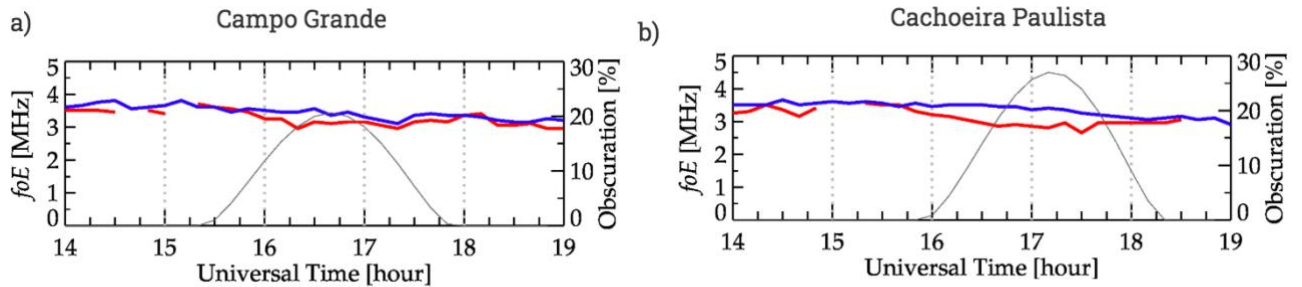 a)
Campo Grande
5
4
3
2
1
0
foE [MHz]
30
20
10
0
Obscuration [%]
14 15 16 17 18 19
Universal Time [hour]
b)
Cachoeira Paulista
5
4
3
2
1
0
foE [MHz]
30
20
10
0
Obscuration [%]
14 15 16 17 18 19
Universal Time [hour]